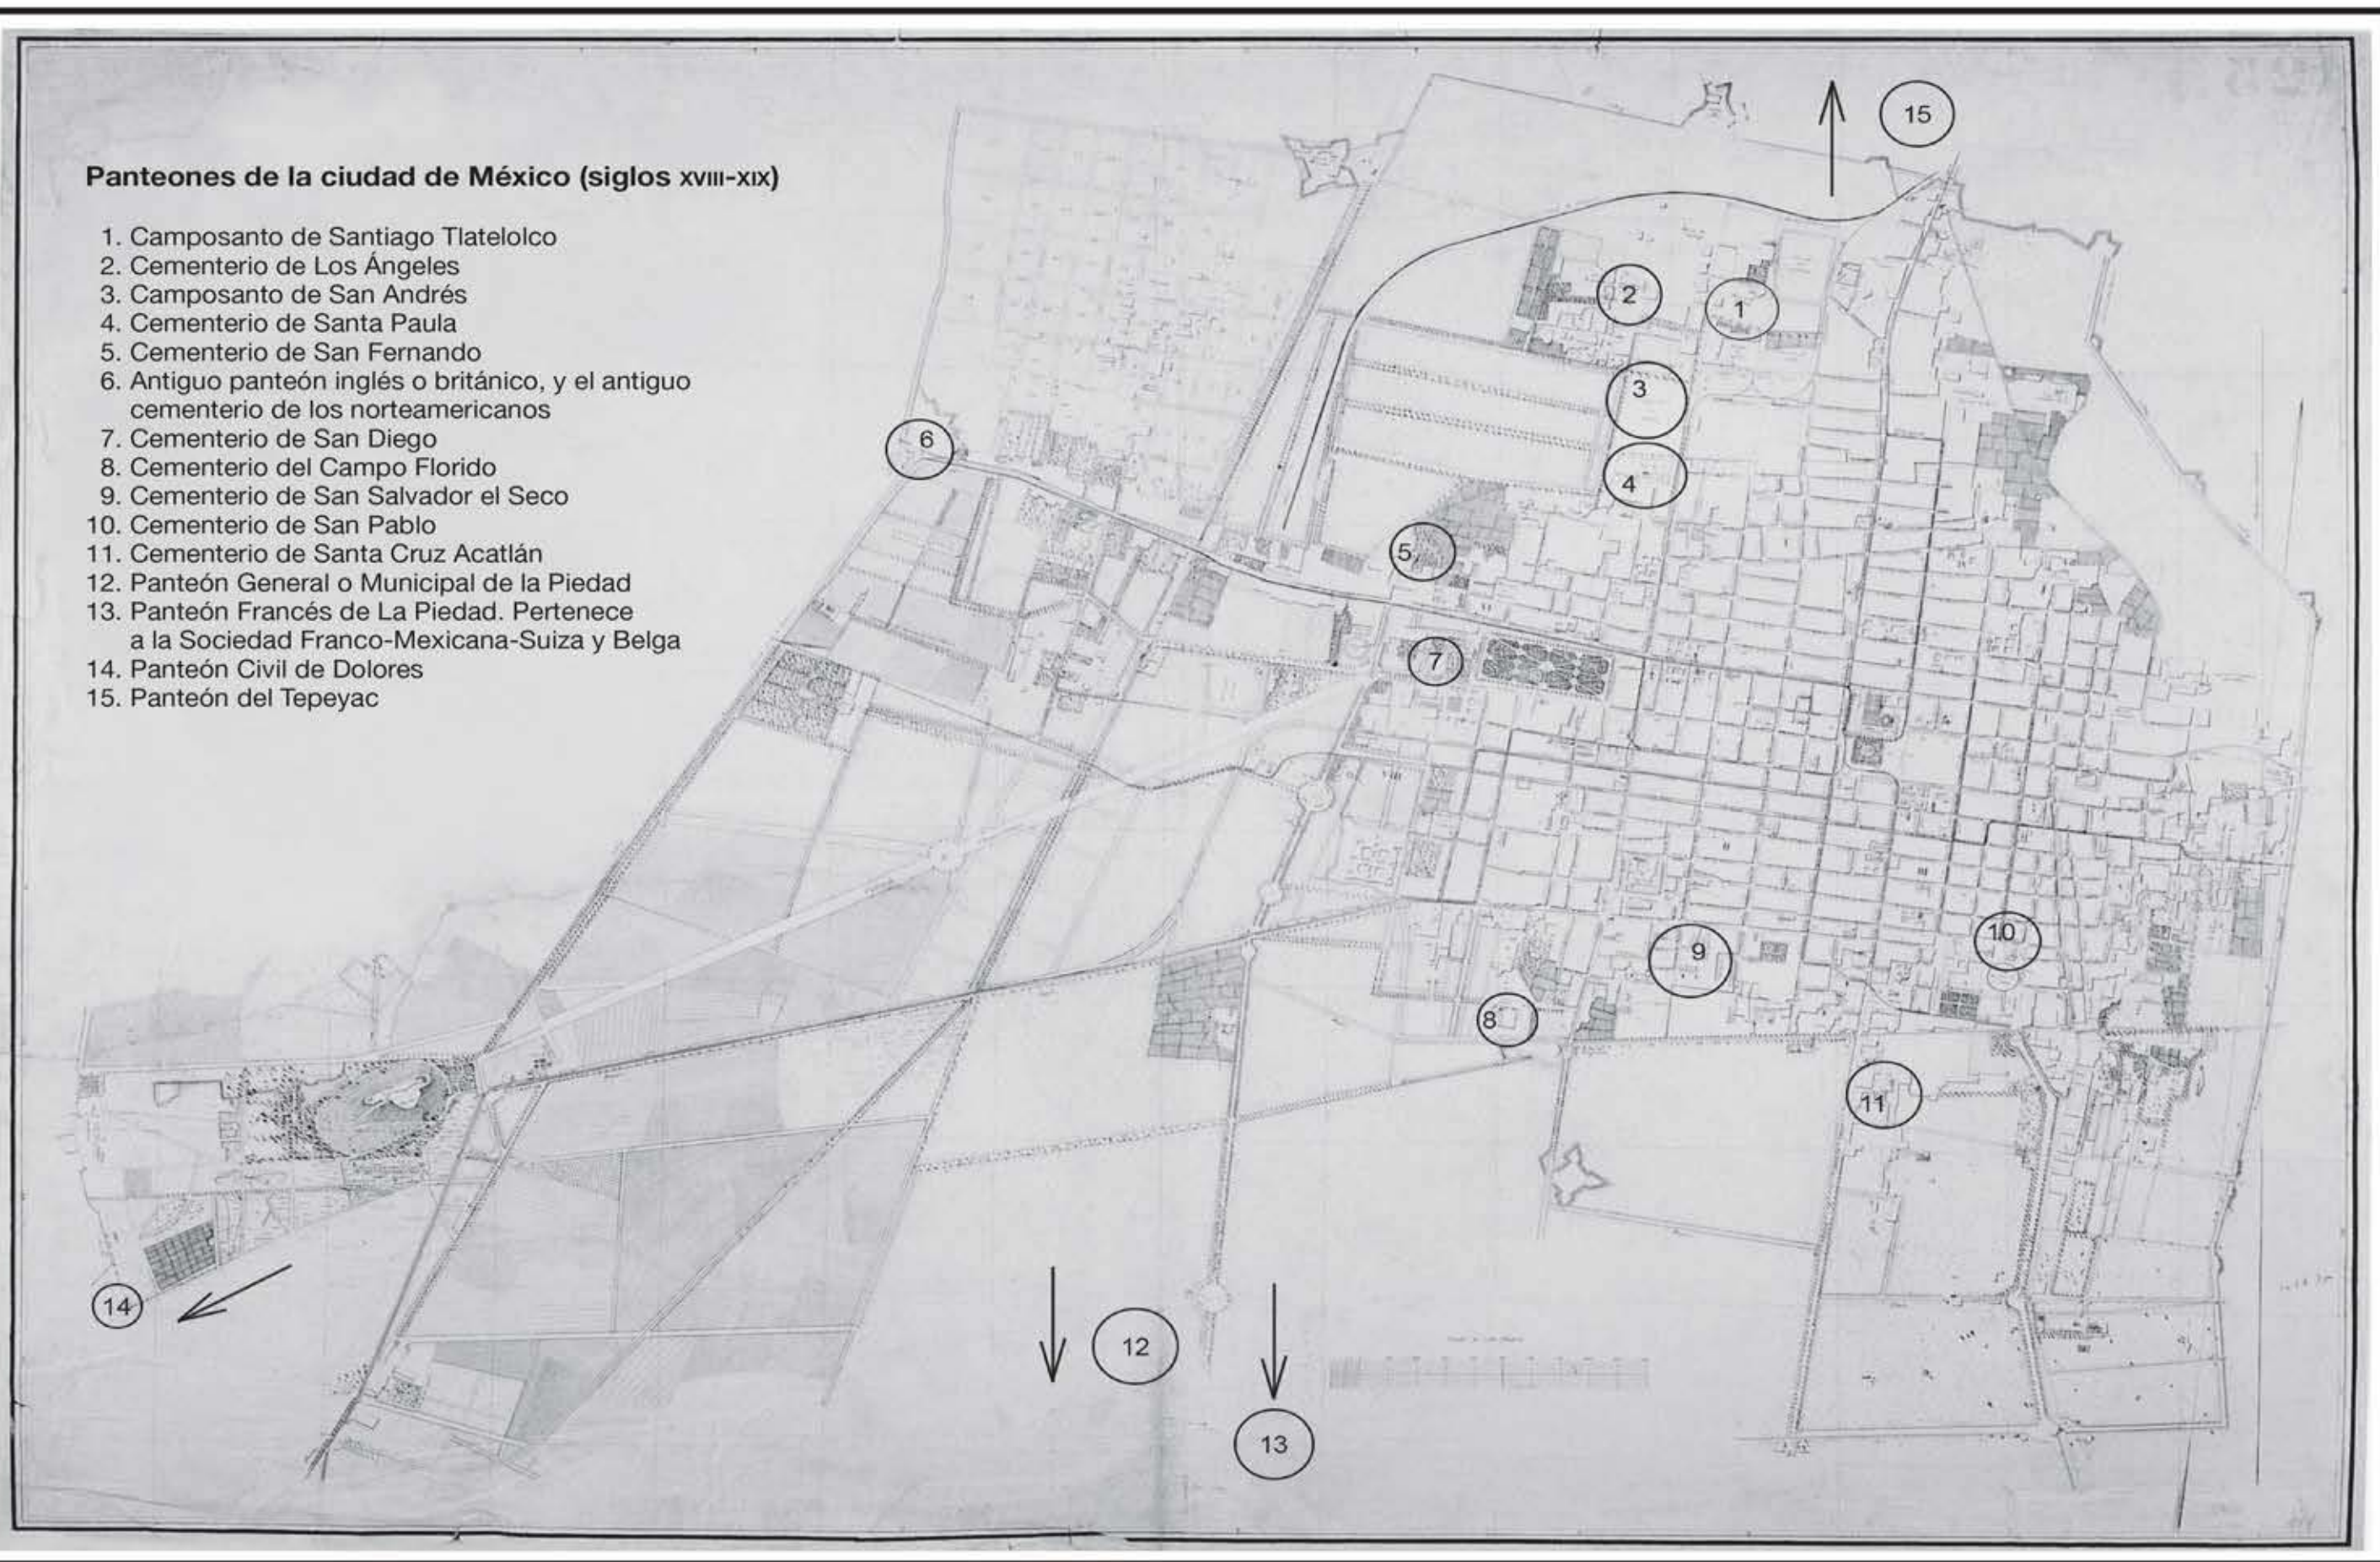 Panteones de la ciudad de México (siglos XVIII-XIX)
1. Camposanto de Santiago Tlatelolco
2. Cementerio de Los Ángeles
3. Camposanto de San Andrés
4. Cementerio de Santa Paula
5. Cementerio de San Fernando
6. Antiguo panteón inglés o británico, y el antiguo
cementerio de los norteamericanos
7. Cementerio de San Diego
8. Cementerio del Campo Florido
9. Cementerio de San Salvador el Seco
10. Cementerio de San Pablo
11. Cementerio de Santa Cruz Acatlán
12. Panteón General o Municipal de la Piedad
13. Panteón Francés de La Piedad. Pertenece
a la Sociedad Franco-Mexicana-Suiza y Belga
14. Panteón Civil de Dolores
15. Panteón del Tepeyac
15
2
1
3
6
4
5
7
10
9
8
11
14
12
13